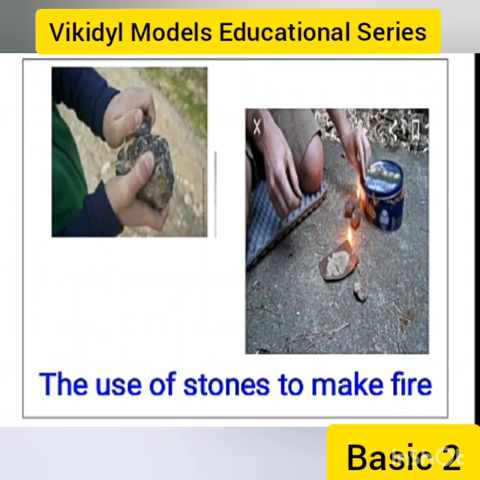 Vikidyl Models Educational Series
The use of stones to make fire
Basic 2